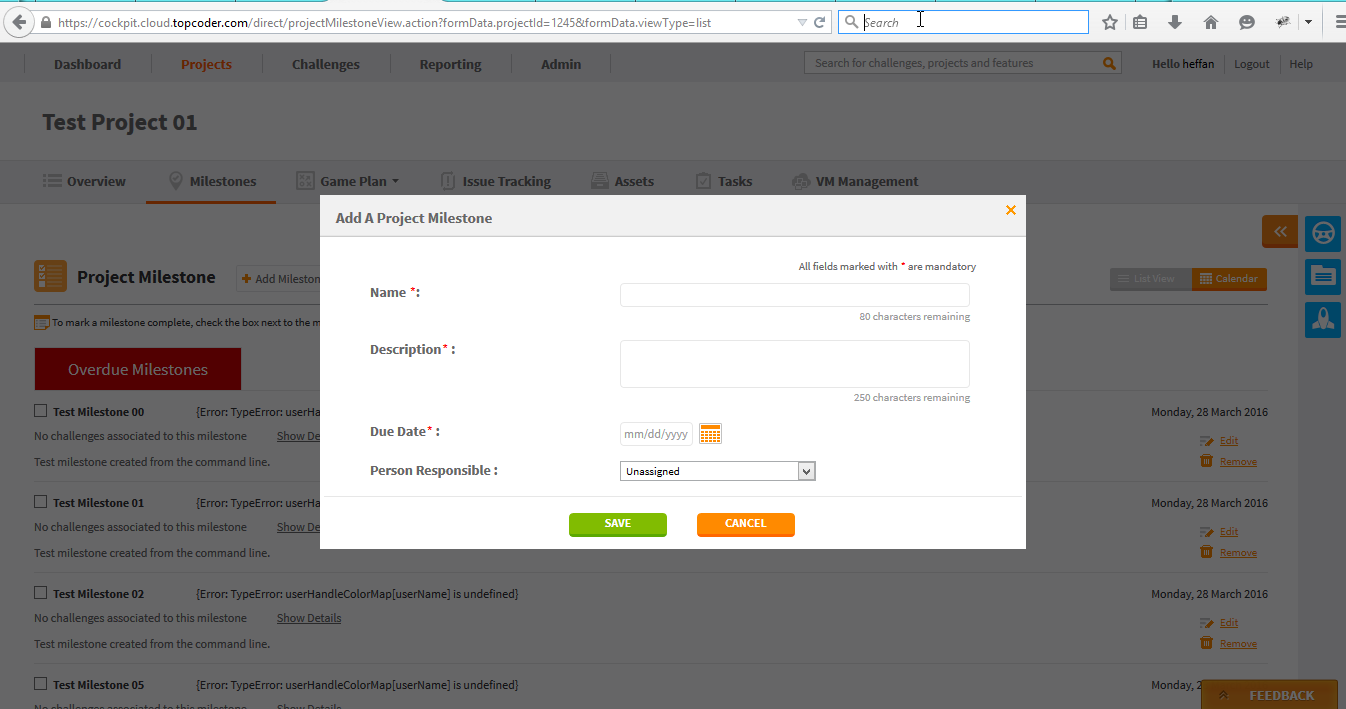 https://cockpit.cloud.topcoder.com/direct/projectMilestoneView.action?formData.projectId=1245&formData.viewType=list
Search
Dashboard Projects Challenges Reporting Admin Search for challenges, projects and features Hello heffan Logout Help
Test Project 01
Overview Milestones Game Plan Issue Tracking Assets Tasks VM Management
Add A Project Milestone
All fields marked with * are mandatory
Name *:
80 characters remaining
Description* :
250 characters remaining
Due Date* : mm/dd/yyyy
Person Responsible : Unassigned
SAVE CANCEL
Project Milestone + Add Mileston List View Calendar
To mark a milestone complete, check the box next to the m
Overdue Milestones
Test Milestone 00 {Error: TypeError: userHa Monday, 28 March 2016
No challenges associated to this milestone Show De Edit
Test milestone created from the command line. Remove
Test Milestone 01 {Error: TypeError: userHa Monday, 28 March 2016
No challenges associated to this milestone Show De Edit
Test milestone created from the command line. Remove
Test Milestone 02 {Error: TypeError: userHandleColorMap[userName] is undefined} Monday, 28 March 2016
No challenges associated to this milestone Show Details Edit
Test milestone created from the command line. Remove
Test Milestone 05 {Error: TypeError: userHandleColorMap[userName] is undefined} Monday, 2
No challenges associated to this milestone Show Details
FEEDBACK